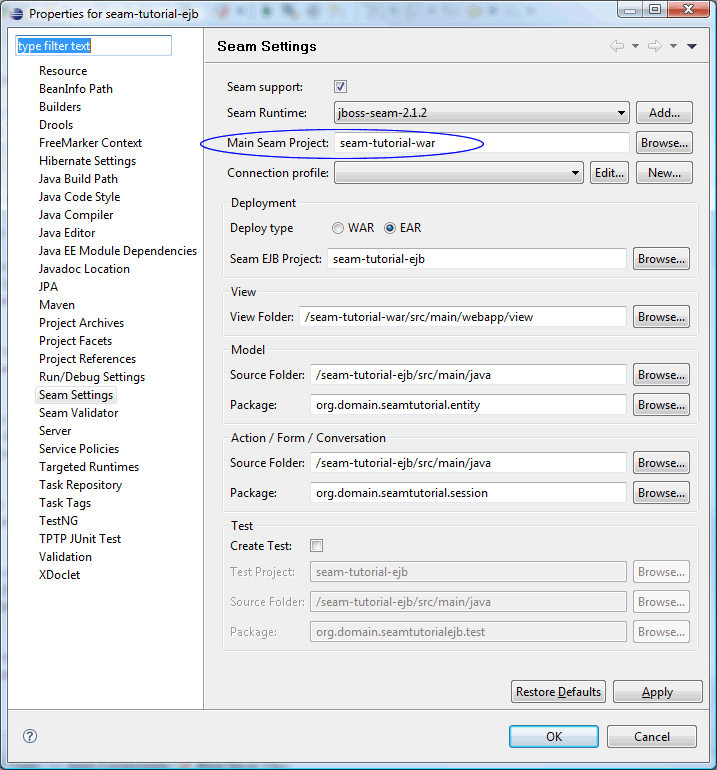 Properties for seam-tutorial-ejb
type filter text
Resource
BeanInfo Path
Builders
Drools
FreeMarker Context
Hibernate Settings
Java Build Path
Java Code Style
Java Compiler
Java Editor
Java EE Module Dependencies
Javadoc Location
JPA
Maven
Project Archives
Project Facets
Project References
Run/Debug Settings
Seam Settings
Seam Validator
Server
Service Policies
Targeted Runtimes
Task Repository
Task Tags
TestNG
TPTP JUnit Test
Validation
XDoclet
Seam Settings
Seam support:
Seam Runtime: jboss-seam-2.1.2 Add...
Main Seam Project: seam-tutorial-war Browse...
Connection profile: Edit... New...
Deployment
Deploy type WAR EAR
Seam EJB Project: seam-tutorial-ejb Browse...
View
View Folder: /seam-tutorial-war/src/main/webapp/view Browse...
Model
Source Folder: /seam-tutorial-ejb/src/main/java Browse...
Package: org.domain.seamtutorial.entity Browse...
Action / Form / Conversation
Source Folder: /seam-tutorial-ejb/src/main/java Browse...
Package: org.domain.seamtutorial.session Browse...
Test
Create Test:
Test Project: seam-tutorial-ejb Browse...
Source Folder: /seam-tutorial-ejb/src/main/java Browse...
Package: org.domain.seamtutorialejb.test Browse...
Restore Defaults Apply
? OK Cancel